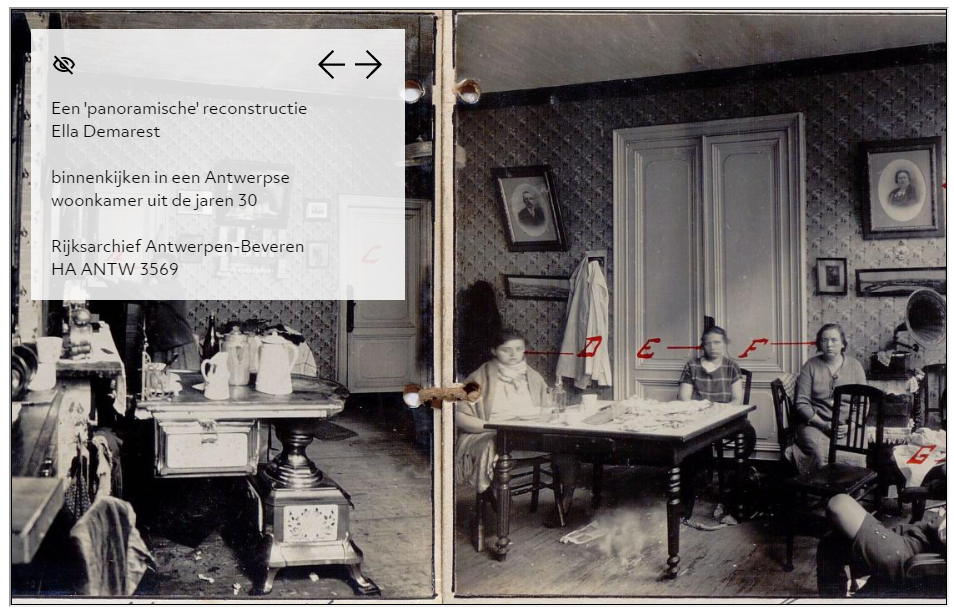 Een 'panoramische' reconstructie
Ella Demarest
binnenkijken in een Antwerpse
woonkamer uit de jaren 30
Rijksarchief Antwerpen-Beveren
HA ANTW 3569
C
D
E
F
G